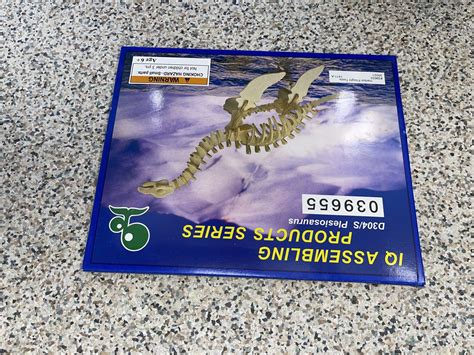 IQ ASSEMBLING
PRODUCTS SERIES
D304/S Plesiosaurus
039655
WARNING
CHOKING HAZARD-Small parts
Not for children under 3 yrs.
Age 6+